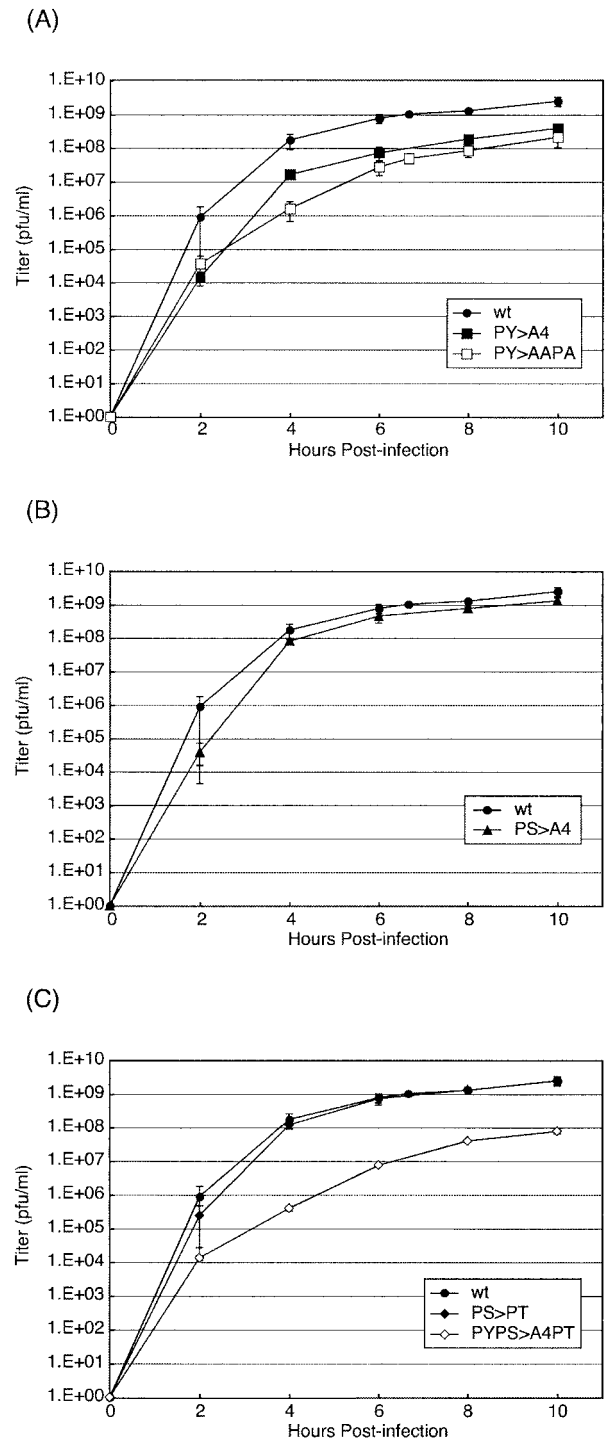 (A)
1.E+10
1.E+09
1.E+08
1.E+07
1.E+06
1.E+05
1.E+04
1.E+03
1.E+02
1.E+01
1.E+00
Titer (pfu/ml)
wt
PY>A4
PY>AAPA
0 2 4 6 8 10
Hours Post-infection
(B)
1.E+10
1.E+09
1.E+08
1.E+07
1.E+06
1.E+05
1.E+04
1.E+03
1.E+02
1.E+01
1.E+00
Titer (pfu/ml)
wt
PS>A4
0 2 4 6 8 10
Hours Post-infection
(C)
1.E+10
1.E+09
1.E+08
1.E+07
1.E+06
1.E+05
1.E+04
1.E+03
1.E+02
1.E+01
1.E+00
Titer (pfu/ml)
wt
PS>PT
PYPS>A4PT
0 2 4 6 8 10
Hours Post-infection